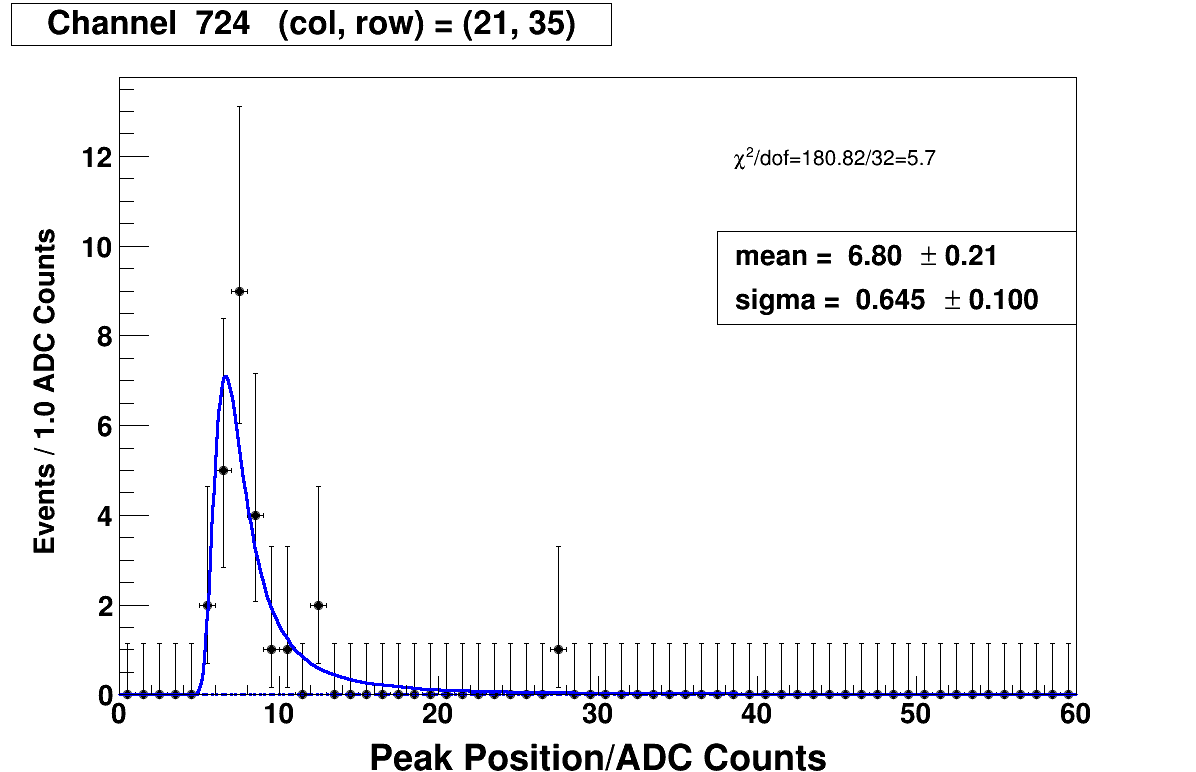 Channel 724 (col, row) = (21, 35)
χ²/dof=180.82/32=5.7
mean = 6.80 ± 0.21
sigma = 0.645 ± 0.100
Events / 1.0 ADC Counts
12
10
8
6
4
2
0
0 10 20 30 40 50 60
Peak Position/ADC Counts